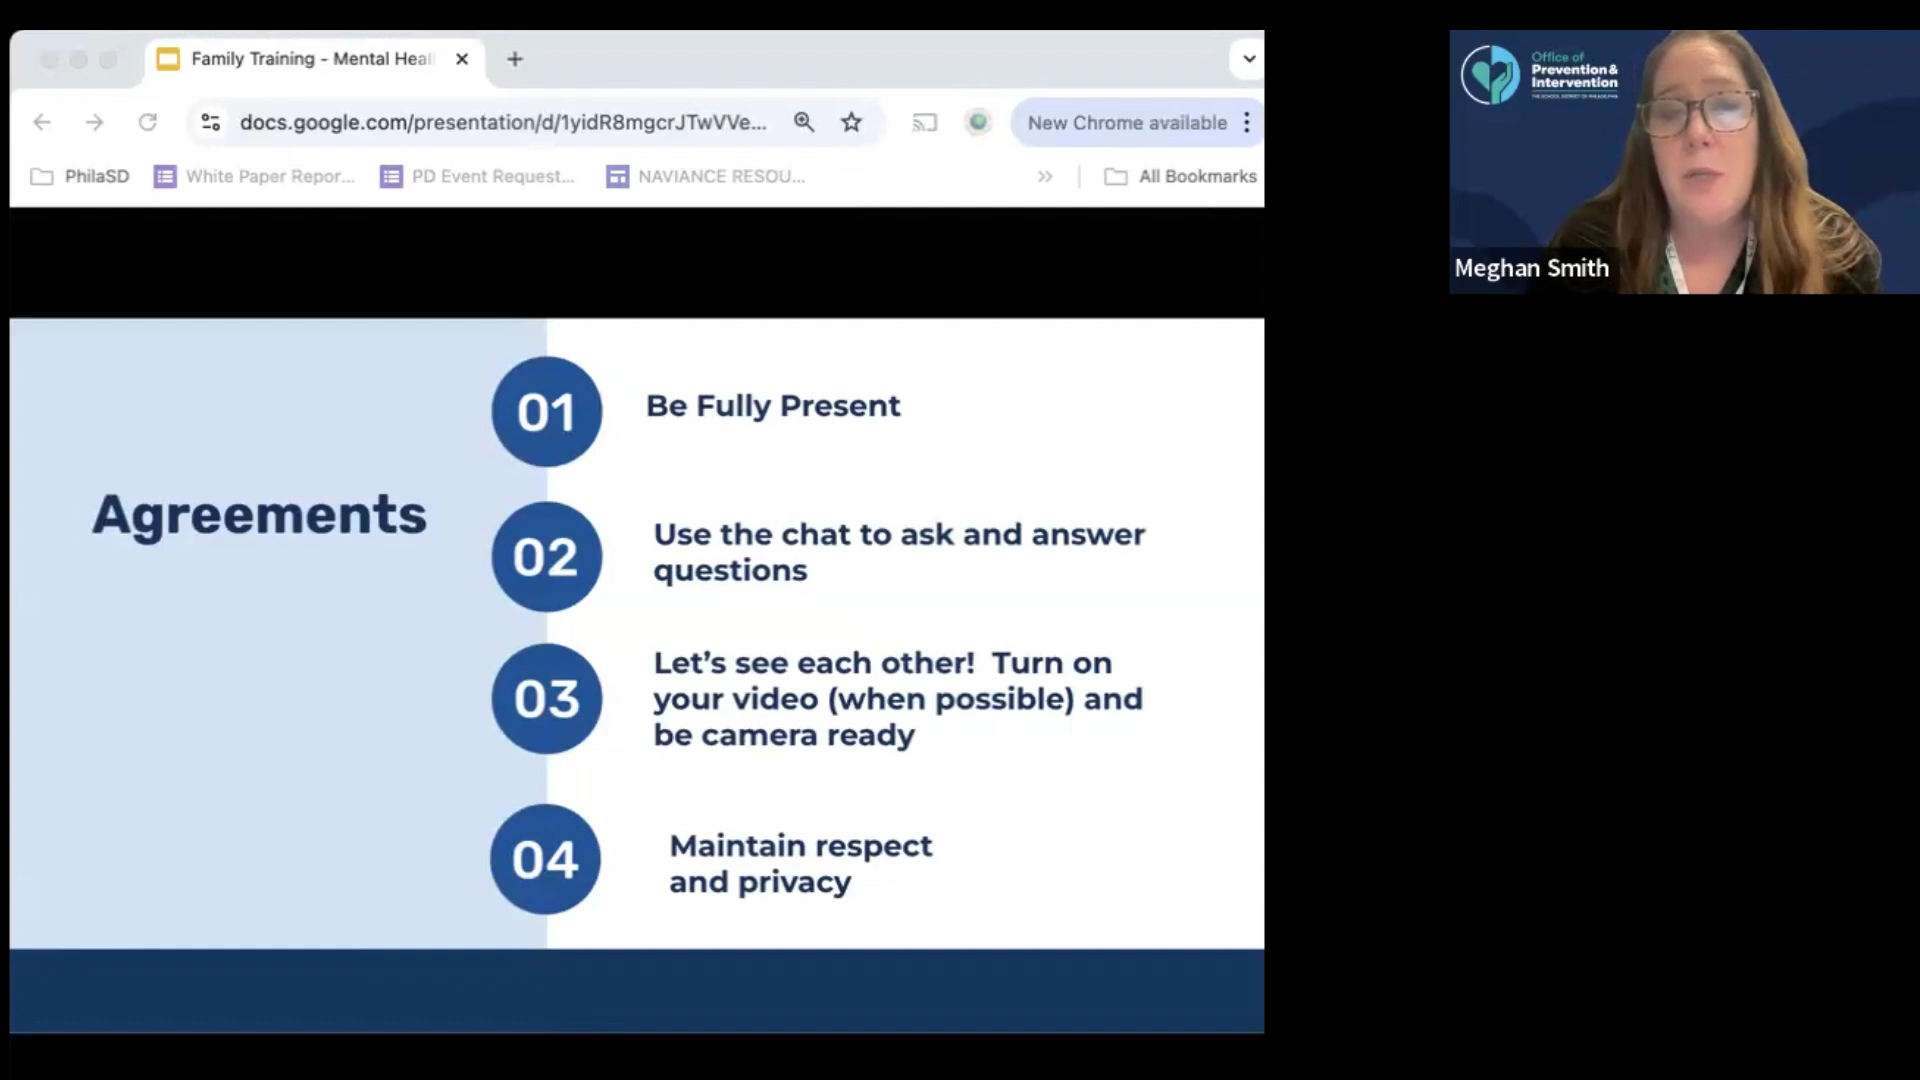 Family Training - Mental Heal
docs.google.com/presentation/d/1yidR8mgcrJTwVVe...
New Chrome available
PhilaSD
White Paper Repor...
PD Event Request...
NAVIANCE RESOU...
All Bookmarks
Agreements
01
Be Fully Present
02
Use the chat to ask and answer
questions
03
Let's see each other! Turn on
your video (when possible) and
be camera ready
04
Maintain respect
and privacy
Office of
Prevention &
Intervention
THE SCHOOL DISTRICT OF PHILADELPHIA
Meghan Smith